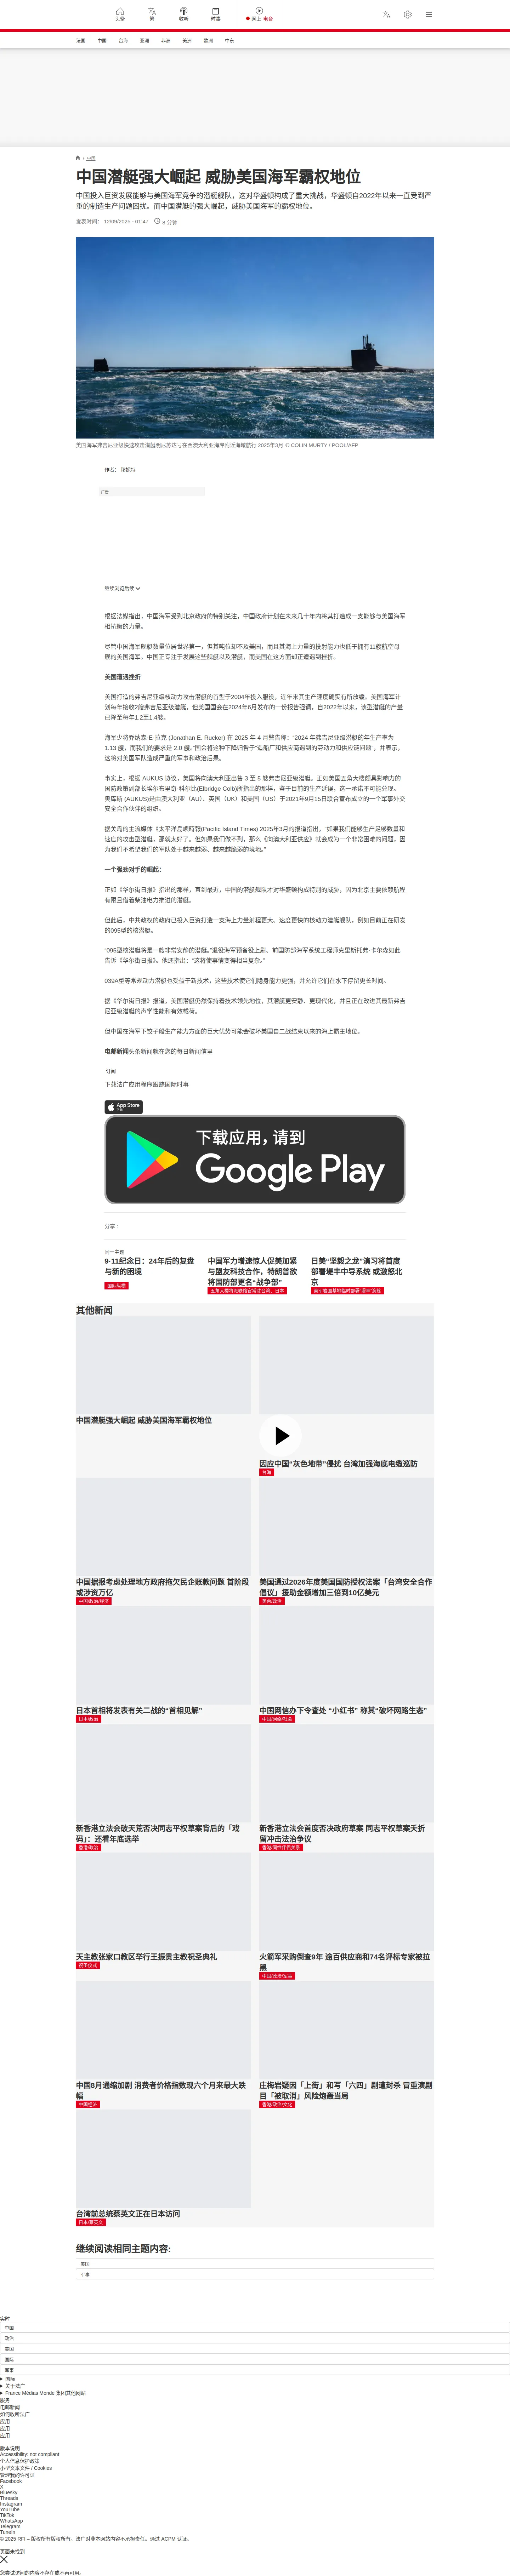 头条
繁
收听
时事
网上 电台
法国
中国
台海
亚洲
非洲
美洲
欧洲
中东
/ 中国
中国潜艇强大崛起 威胁美国海军霸权地位
中国投入巨资发展能够与美国海军竞争的潜艇舰队，这对华盛顿构成了重大挑战，华盛顿自2022年以来一直受到严重的制造生产问题困扰。而中国潜艇的强大崛起，威胁美国海军的霸权地位。
发表时间： 12/09/2025 - 01:47
6 分钟
美国海军弗吉尼亚级快速攻击潜艇明尼苏达号在西澳大利亚海岸附近海域航行 2025年3月 © COLIN MURTY / POOL/AFP
作者： 珍妮特
广告
继续浏览后续
根据法媒指出，中国海军受到北京政府的特别关注，中国政府计划在未来几十年内将其打造成一支能够与美国海军相抗衡的力量。
尽管中国海军舰艇数量位居世界第一，但其吨位却不及美国，而且其海上力量的投射能力也低于拥有11艘航空母舰的美国海军。中国正专注于发展这些舰艇以及潜艇，而美国在这方面却正遭遇到挫折。
美国遭遇挫折
美国打造的弗吉尼亚级核动力攻击潜艇的首型于2004年投入服役，近年来其生产速度确实有所放缓。美国海军计划每年接收2艘弗吉尼亚级潜艇，但美国国会在2024年6月发布的一份报告强调，自2022年以来，该型潜艇的产量已降至每年1.2至1.4艘。
海军少将乔纳森·E·拉克 (Jonathan E. Rucker) 在 2025 年 4 月警告称：“2024 年弗吉尼亚级潜艇的年生产率为 1.13 艘，而我们的要求是 2.0 艘。”国会将这种下降归咎于“造船厂和供应商遇到的劳动力和供应链问题”，并表示，这将对美国军队造成严重的军事和政治后果。
事实上，根据 AUKUS 协议，美国将向澳大利亚出售 3 至 5 艘弗吉尼亚级潜艇。正如美国五角大楼颇具影响力的国防政策副部长埃尔布里奇·科尔比(Elbridge Colb)所指出的那样，鉴于目前的生产延误，这一承诺不可能兑现。奥库斯 (AUKUS)是由澳大利亚（AU）、英国（UK）和美国（US）于2021年9月15日联合宣布成立的一个军事外交安全合作伙伴的组织。
据关岛的主流媒体《太平洋岛嶼時報(Pacific Island Times) 2025年3月的报道指出，“如果我们能够生产足够数量和速度的攻击型潜艇，那就太好了。但如果我们做不到，那么《向澳大利亚供应》就会成为一个非常困难的问题，因为我们不希望我们的军队处于越来越弱、越来越脆弱的境地。”
一个强劲对手的崛起：
正如《华尔街日报》指出的那样，直到最近，中国的潜艇舰队才对华盛顿构成特别的威胁，因为北京主要依赖航程有限且借着柴油电力推进的潜艇。
但此后，中共政权的政府已投入巨资打造一支海上力量射程更大、速度更快的核动力潜艇舰队，例如目前正在研发的095型的核潜艇。
“095型核潜艇将是一艘非常安静的潜艇，”退役海军预备役上尉、前国防部海军系统工程师克里斯托弗·卡尔森如此告诉《华尔街日报》。他还指出：“这将使事情变得相当复杂。”
039A型等常规动力潜艇也受益于新技术，这些技术使它们隐身能力更强，并允许它们在水下停留更长时间。
据《华尔街日报》报道，美国潜艇仍然保持着技术领先地位，其潜艇更安静、更现代化，并且正在改进其最新弗吉亚级潜艇的声学性能和有效载荷。
但中国在海军下饺子般生产能力方面的巨大优势可能会破坏美国自二战结束以来的海上霸主地位。
电邮新闻头条新闻就在您的每日新闻信里
订阅
下载法广应用程序跟踪国际时事
App Store
下载应用，请到
Google Play
分享 :
同一主题
9·11纪念日：24年后的复盘与新的困境
国际纵横
中国军力增速惊人促美加紧与盟友科技合作，特朗普欲将国防部更名“战争部”
五角大楼将派联络官常驻台湾、日本
日美“坚毅之龙”演习将首度部署堤丰中导系统 或激怒北京
美军岩国基地临时部署“堤丰”演练
其他新闻
中国潜艇强大崛起 威胁美国海军霸权地位
因应中国“灰色地带”侵扰 台湾加强海底电缆巡防
台海
中国据报考虑处理地方政府拖欠民企账款问题 首阶段或涉资万亿
中国/政治/经济
美国通过2026年度美国国防授权法案「台湾安全合作倡议」援助金额增加三倍到10亿美元
美台/政治
日本首相将发表有关二战的“首相见解”
日本/政治
中国网信办下令查处 “小红书” 称其“破坏网路生态”
中国/网络/社会
新香港立法会破天荒否决同志平权草案背后的「戏码」：还看年底选举
香港/政治
新香港立法会首度否决政府草案 同志平权草案夭折 留冲击法治争议
香港/同性伴侣关系
天主教张家口教区举行王振贵主教祝圣典礼
祝圣仪式
火箭军采购倒查9年 逾百供应商和74名评标专家被拉黑
中国/政治/军事
中国8月通缩加剧 消费者价格指数现六个月来最大跌幅
中国经济
庄梅岩疑因「上街」和写「六四」剧遭封杀 冒重演剧目「被取消」风险炮轰当局
香港/政治/文化
台湾前总统蔡英文正在日本访问
日本/蔡英文
继续阅读相同主题内容:
美国
军事
实时
中国
政治
美国
国际
军事
国际
关于法广
France Médias Monde 集团其他网站
服务
电邮新闻
如何收听法广
应用
应用
应用
版本说明
Accessibility: not compliant
个人信息保护政策
小型文本文件 / Cookies
管理我的许可证
Facebook
X
Bluesky
Threads
Instagram
YouTube
TikTok
WhatsApp
Telegram
TuneIn
© 2025 RFI – 版权所有版权所有。法广对非本网站内容不承担责任。通过 ACPM 认证。
页面未找到
您尝试访问的内容不存在或不再可用。